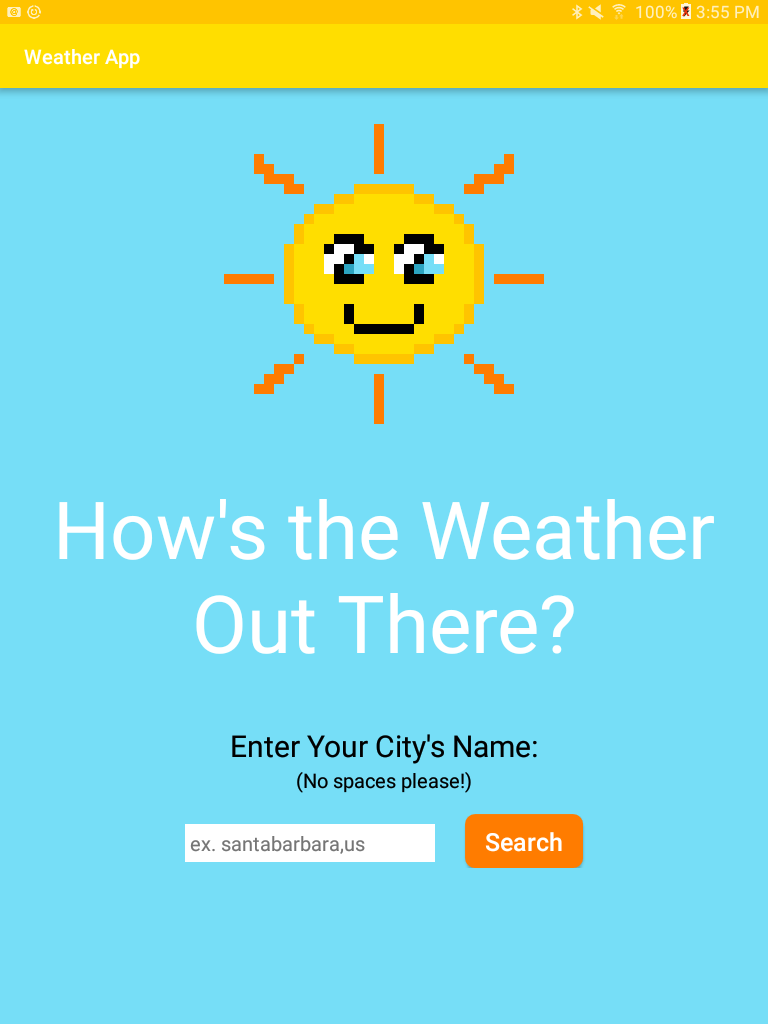 100% 3:55 PM
Weather App
How's the Weather
Out There?
Enter Your City's Name:
(No spaces please!)
ex. santabarbara,us
Search